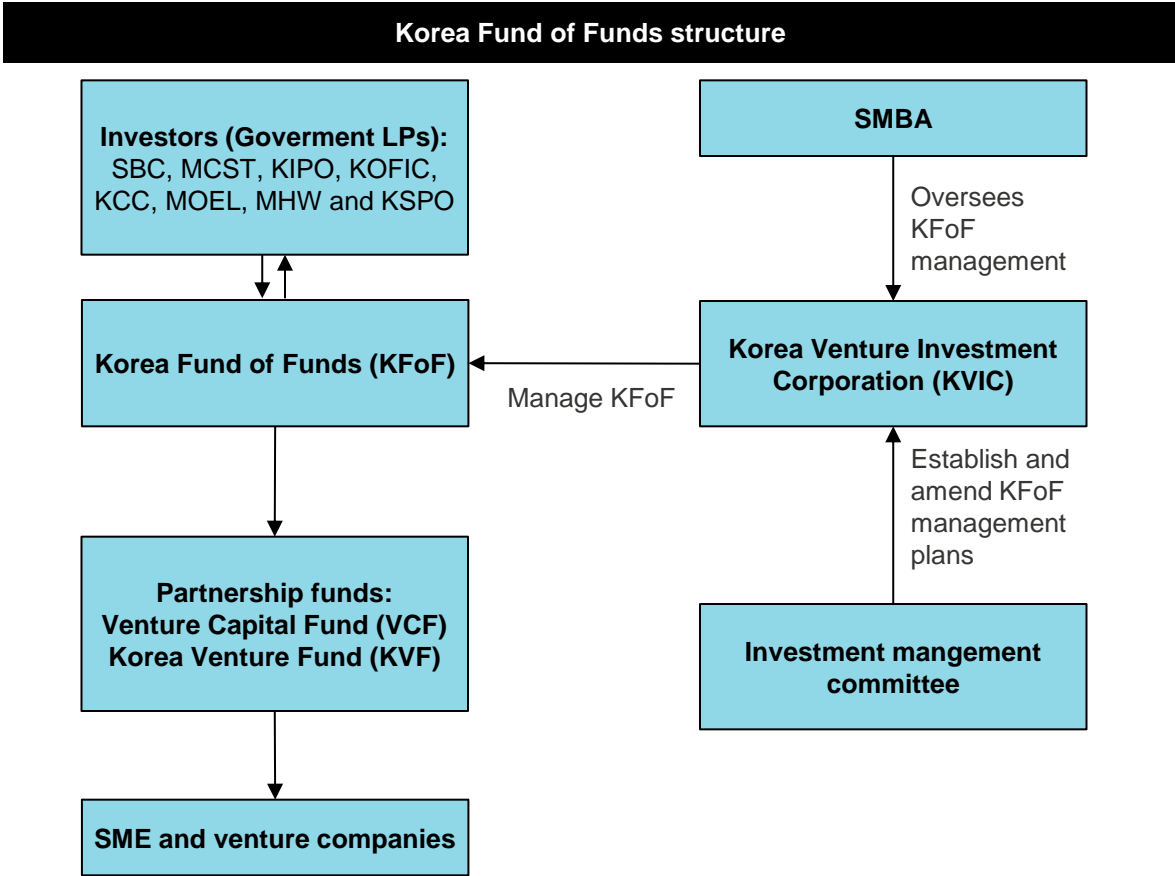 Korea Fund of Funds structure
Investors (Goverment LPs):
SBC, MCST, KIPO, KOFIC,
KCC, MOEL, MHW and KSPO
SMBA
Oversees
KFoF
management
Korea Fund of Funds (KFoF)
Manage KFoF
Korea Venture Investment
Corporation (KVIC)
Establish and
amend KFoF
management
plans
Partnership funds:
Venture Capital Fund (VCF)
Korea Venture Fund (KVF)
Investment mangement
committee
SME and venture companies